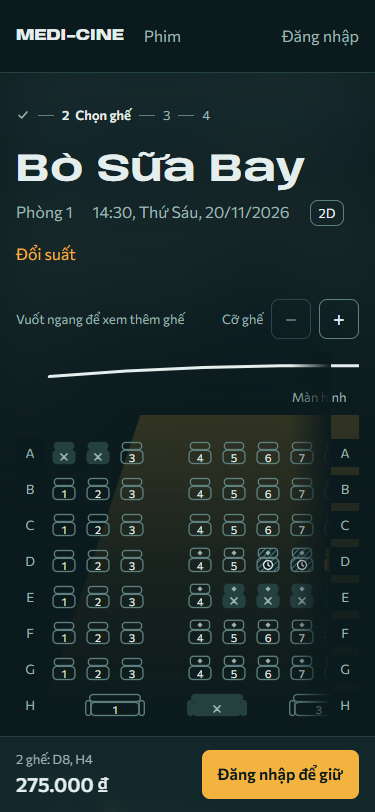 MEDI-CINE Phim Đăng nhập
2 Chọn ghế 3 4
Bò Sữa Bay
Phòng 1 14:30, Thứ Sáu, 20/11/2026 2D
Đổi suất
Vuốt ngang để xem thêm ghế Cỡ ghế − +
Màn hình
A 3 4 5 6 7 A
B 1 2 3 4 5 6 7 B
C 1 2 3 4 5 6 7 C
D 1 2 3 4 5 D
E 1 2 3 4 E
F 1 2 3 4 5 6 7 F
G 1 2 3 4 5 6 7 G
H 1 3 H
2 ghế: D8, H4
275.000 ₫ Đăng nhập để giữ